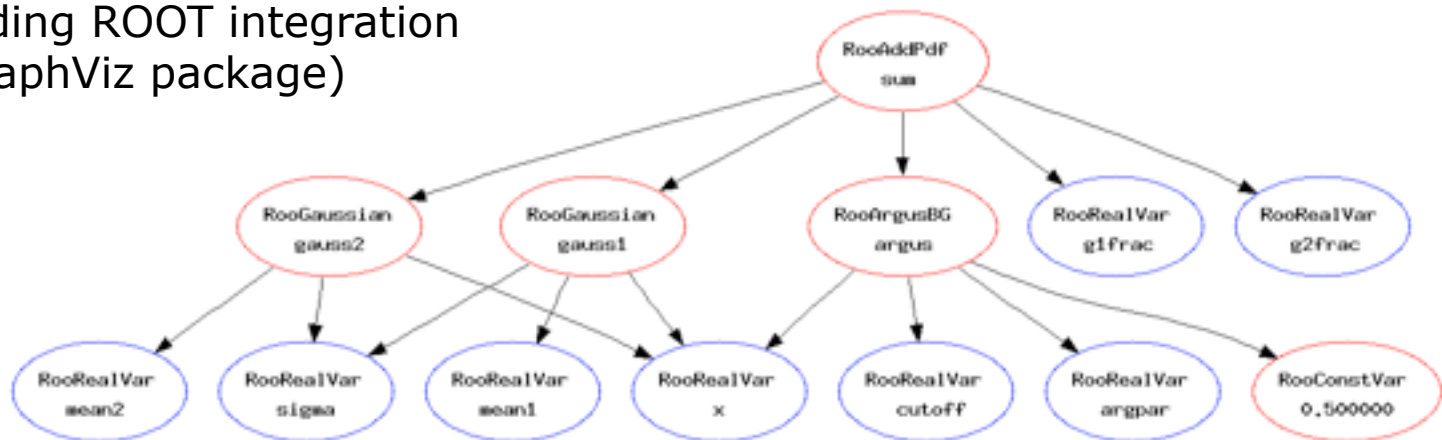 ding ROOT integration
aphViz package)
RooAddPdf
sum
RooGaussian
gauss2
RooGaussian
gauss1
RooArgusBG
argus
RooRealVar
g1frac
RooRealVar
g2frac
RooRealVar
mean2
RooRealVar
sigma
RooRealVar
mean1
RooRealVar
x
RooRealVar
cutoff
RooRealVar
argpar
RooConstVar
0.500000